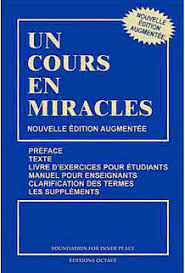 NOUVELLE
ÉDITION
AUGMENTÉE
UN
COURS
EN
MIRACLES
NOUVELLE ÉDITION AUGMENTÉE
PRÉFACE
TEXTE
LIVRE D'EXERCICES POUR ÉTUDIANTS
MANUEL POUR ENSEIGNANTS
CLARIFICATION DES TERMES
LES SUPPLÉMENTS
FOUNDATION FOR INNER PEACE
EDITIONS OCTAVE